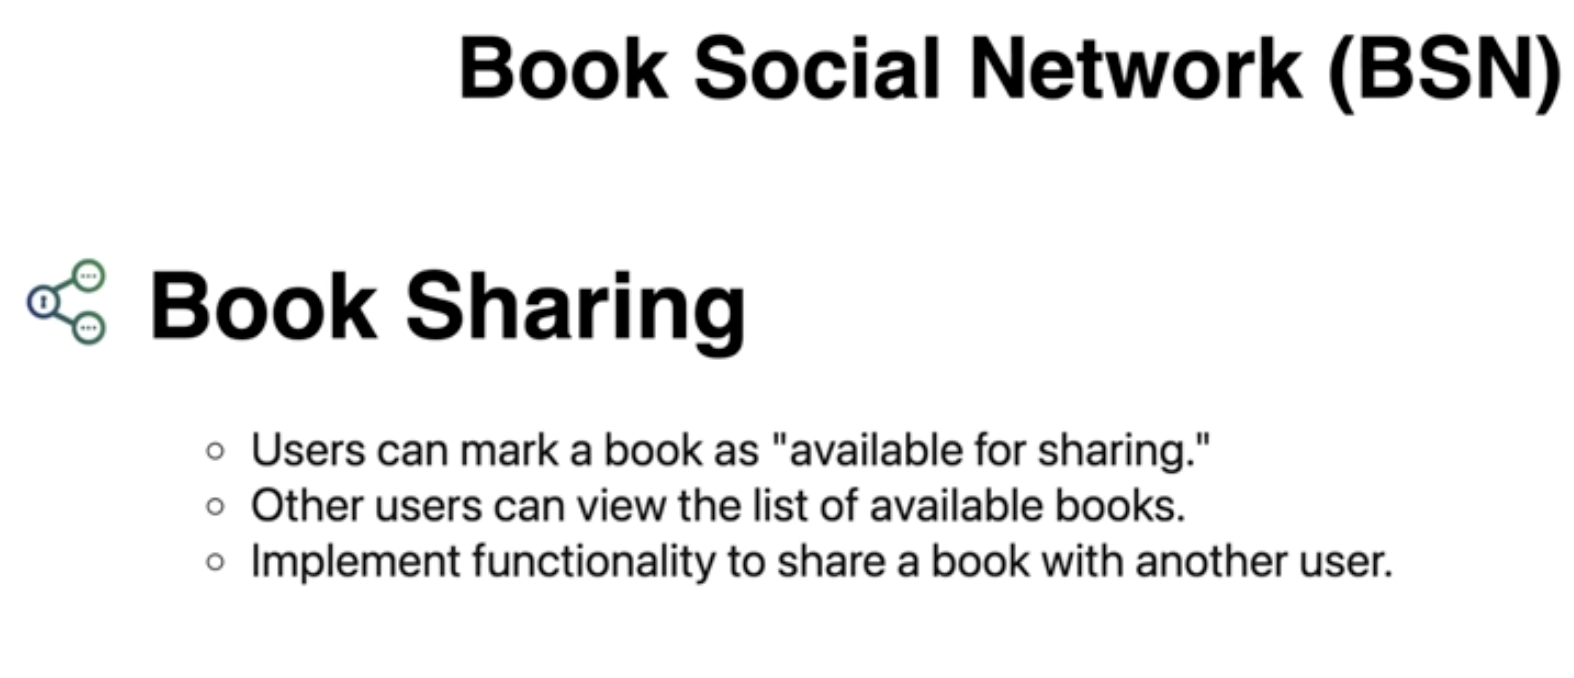 Book Social Network (BSN)
Book Sharing
Users can mark a book as "available for sharing."
Other users can view the list of available books.
Implement functionality to share a book with another user.